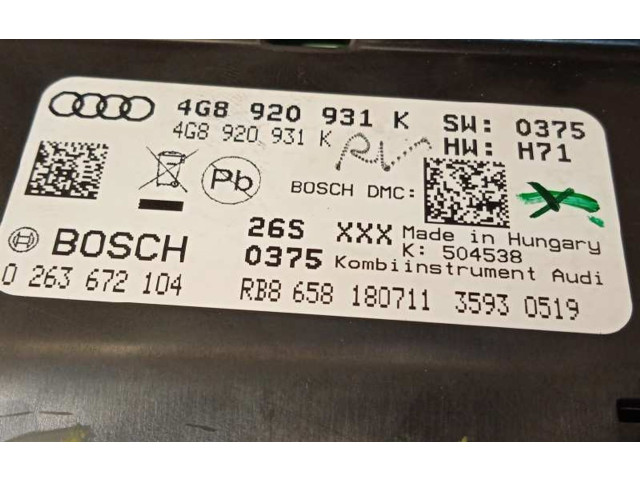 4G8 920 931 K SW: 0375
4G8 920 931 K HW: H71
Pb
BOSCH DMC:
BOSCH 26S XXX Made in Hungary
K: 504538
0375 Kombiinstrument Audi
0 263 672 104 RB8 658 180711 3593 0519